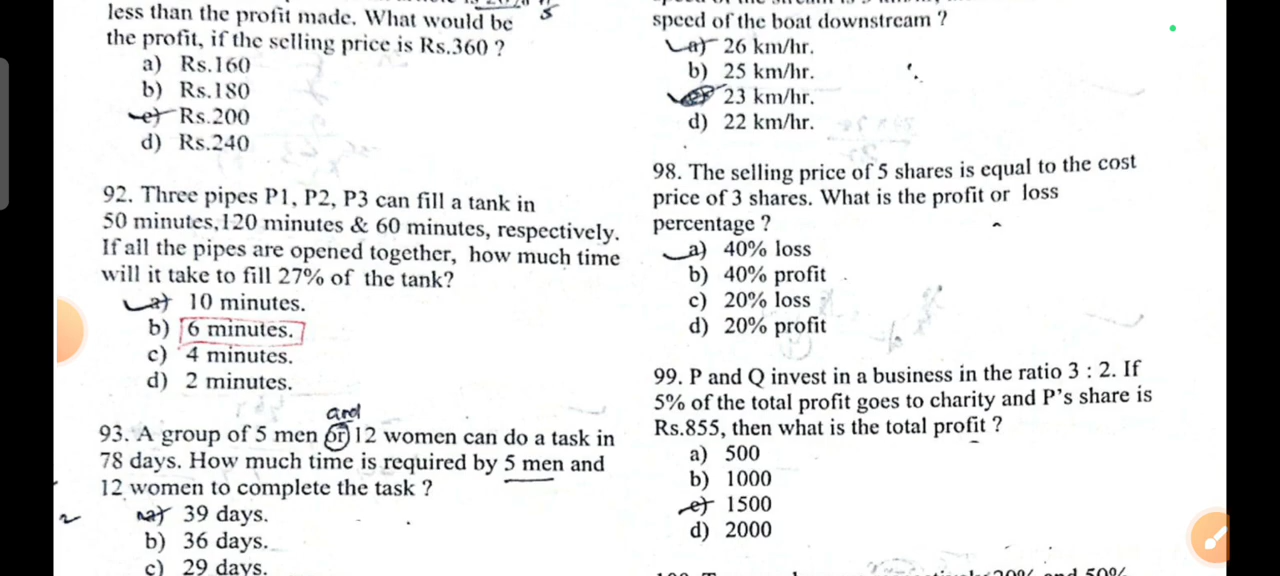 less than the profit made. What would be
the profit, if the selling price is Rs.360 ?
a) Rs.160
b) Rs.180
c) Rs.200
d) Rs.240
92. Three pipes P1, P2, P3 can fill a tank in
50 minutes,120 minutes & 60 minutes, respectively.
If all the pipes are opened together, how much time
will it take to fill 27% of the tank?
a) 10 minutes.
b) 6 minutes.
c) 4 minutes.
d) 2 minutes.
and
93. A group of 5 men or 12 women can do a task in
78 days. How much time is required by 5 men and
12 women to complete the task ?
a) 39 days.
b) 36 days.
c) 29 days.
speed of the boat downstream ?
a) 26 km/hr.
b) 25 km/hr.
23 km/hr.
d) 22 km/hr.
98. The selling price of 5 shares is equal to the cost
price of 3 shares. What is the profit or loss
percentage ?
a) 40% loss
b) 40% profit
c) 20% loss
d) 20% profit
99. P and Q invest in a business in the ratio 3 : 2. If
5% of the total profit goes to charity and P's share is
Rs.855, then what is the total profit ?
a) 500
b) 1000
c) 1500
d) 2000